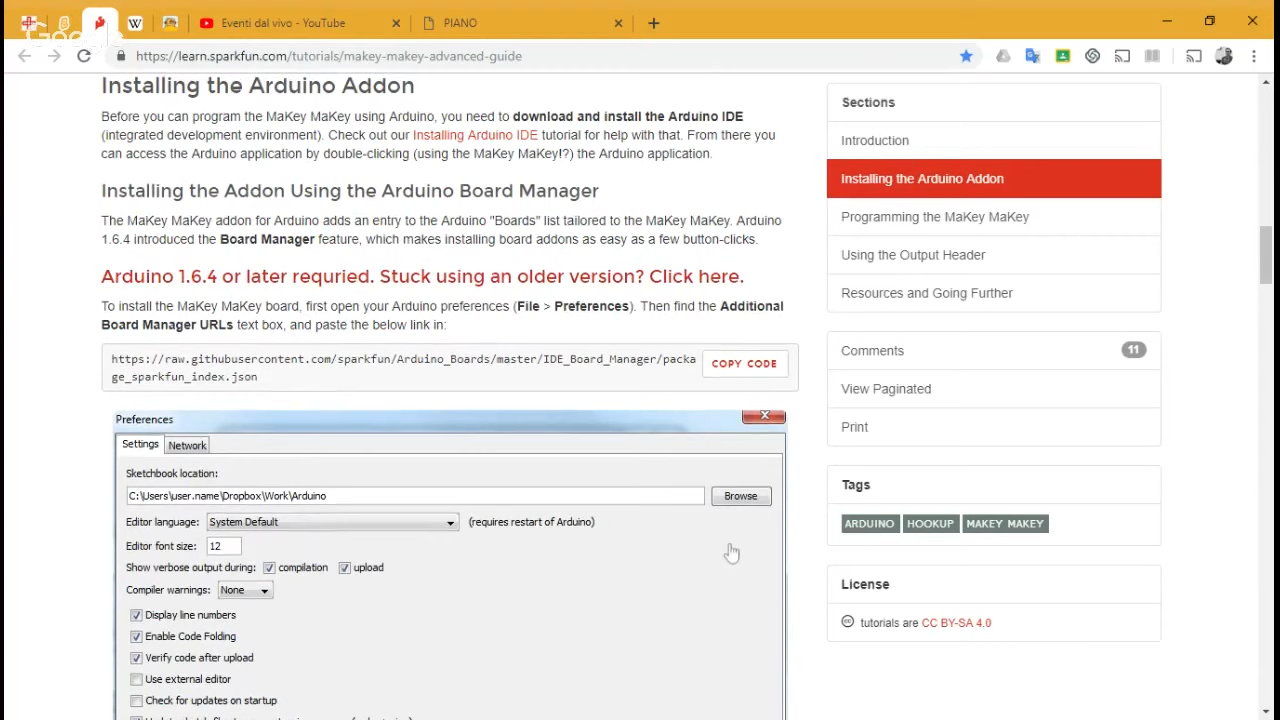 Eventi dal vivo - YouTube
PIANO
https://learn.sparkfun.com/tutorials/makey-makey-advanced-guide
Installing the Arduino Addon
Before you can program the MaKey MaKey using Arduino, you need to download and install the Arduino IDE
(integrated development environment). Check out our Installing Arduino IDE tutorial for help with that. From there you
can access the Arduino application by double-clicking (using the MaKey MaKey!?) the Arduino application.
Installing the Addon Using the Arduino Board Manager
The MaKey MaKey addon for Arduino adds an entry to the Arduino "Boards" list tailored to the MaKey MaKey. Arduino
1.6.4 introduced the Board Manager feature, which makes installing board addons as easy as a few button-clicks.
Arduino 1.6.4 or later requried. Stuck using an older version? Click here.
To install the MaKey MaKey board, first open your Arduino preferences (File > Preferences). Then find the Additional
Board Manager URLs text box, and paste the below link in:
https://raw.githubusercontent.com/sparkfun/Arduino_Boards/master/IDE_Board_Manager/packa
ge_sparkfun_index.json
COPY CODE
Preferences
Settings
Network
Sketchbook location:
C:\Users\user.name\Dropbox\Work\Arduino
Browse
Editor language: System Default (requires restart of Arduino)
Editor font size: 12
Show verbose output during: compilation upload
Compiler warnings: None
Display line numbers
Enable Code Folding
Verify code after upload
Use external editor
Check for updates on startup
Sections
Introduction
Installing the Arduino Addon
Programming the MaKey MaKey
Using the Output Header
Resources and Going Further
Comments 11
View Paginated
Print
Tags
ARDUINO HOOKUP MAKEY MAKEY
License
tutorials are CC BY-SA 4.0